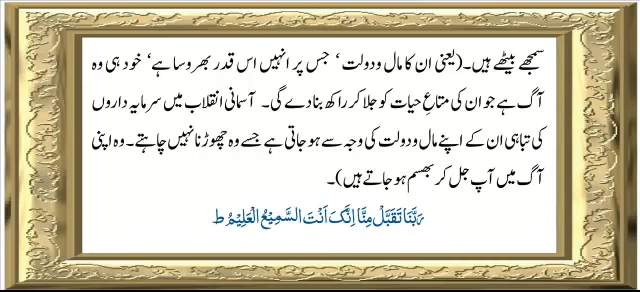 سمجھے بیٹھے ہیں۔(یعنی ان کا مال و دولت ‘ جس پر انہیں اس قدر بھروسا ہے‘ خود ہی وہ
آگ ہے جو ان کی متاعِ حیات کو جلا کر راکھ بنا دے گی۔ آسمانی انقلاب میں سرمایہ داروں
کی تباہی ان کے اپنے مال و دولت کی وجہ سے ہو جاتی ہے جسے وہ چھوڑنا نہیں چاہتے۔ وہ اپنی
آگ میں آپ جل کر بھسم ہو جاتے ہیں)۔
رَبَّنَا تَقَبَّلْ مِنَّا اِنَّکَ اَنْتَ السَّمِیْعُ الْعَلِیْمُ ط